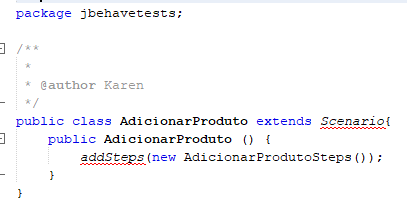 package jbehavetests;
/**
*
* @author Karen
*/
public class AdicionarProduto extends Scenario{
public AdicionarProduto () {
addSteps(new AdicionarProdutoSteps());
}
}